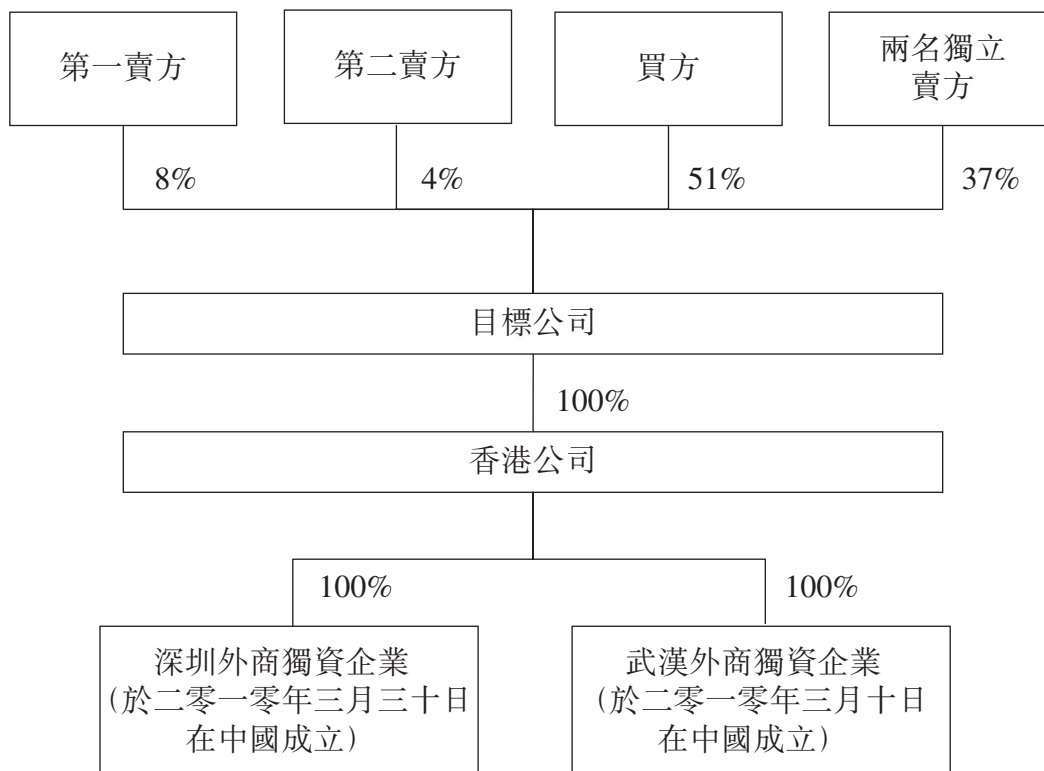 第一賣方
第二賣方
買方
兩名獨立
賣方
8%
4%
51%
37%
目標公司
100%
香港公司
100%
100%
深圳外商獨資企業
(於二零一零年三月三十日
在中國成立)
武漢外商獨資企業
(於二零一零年三月十日
在中國成立)